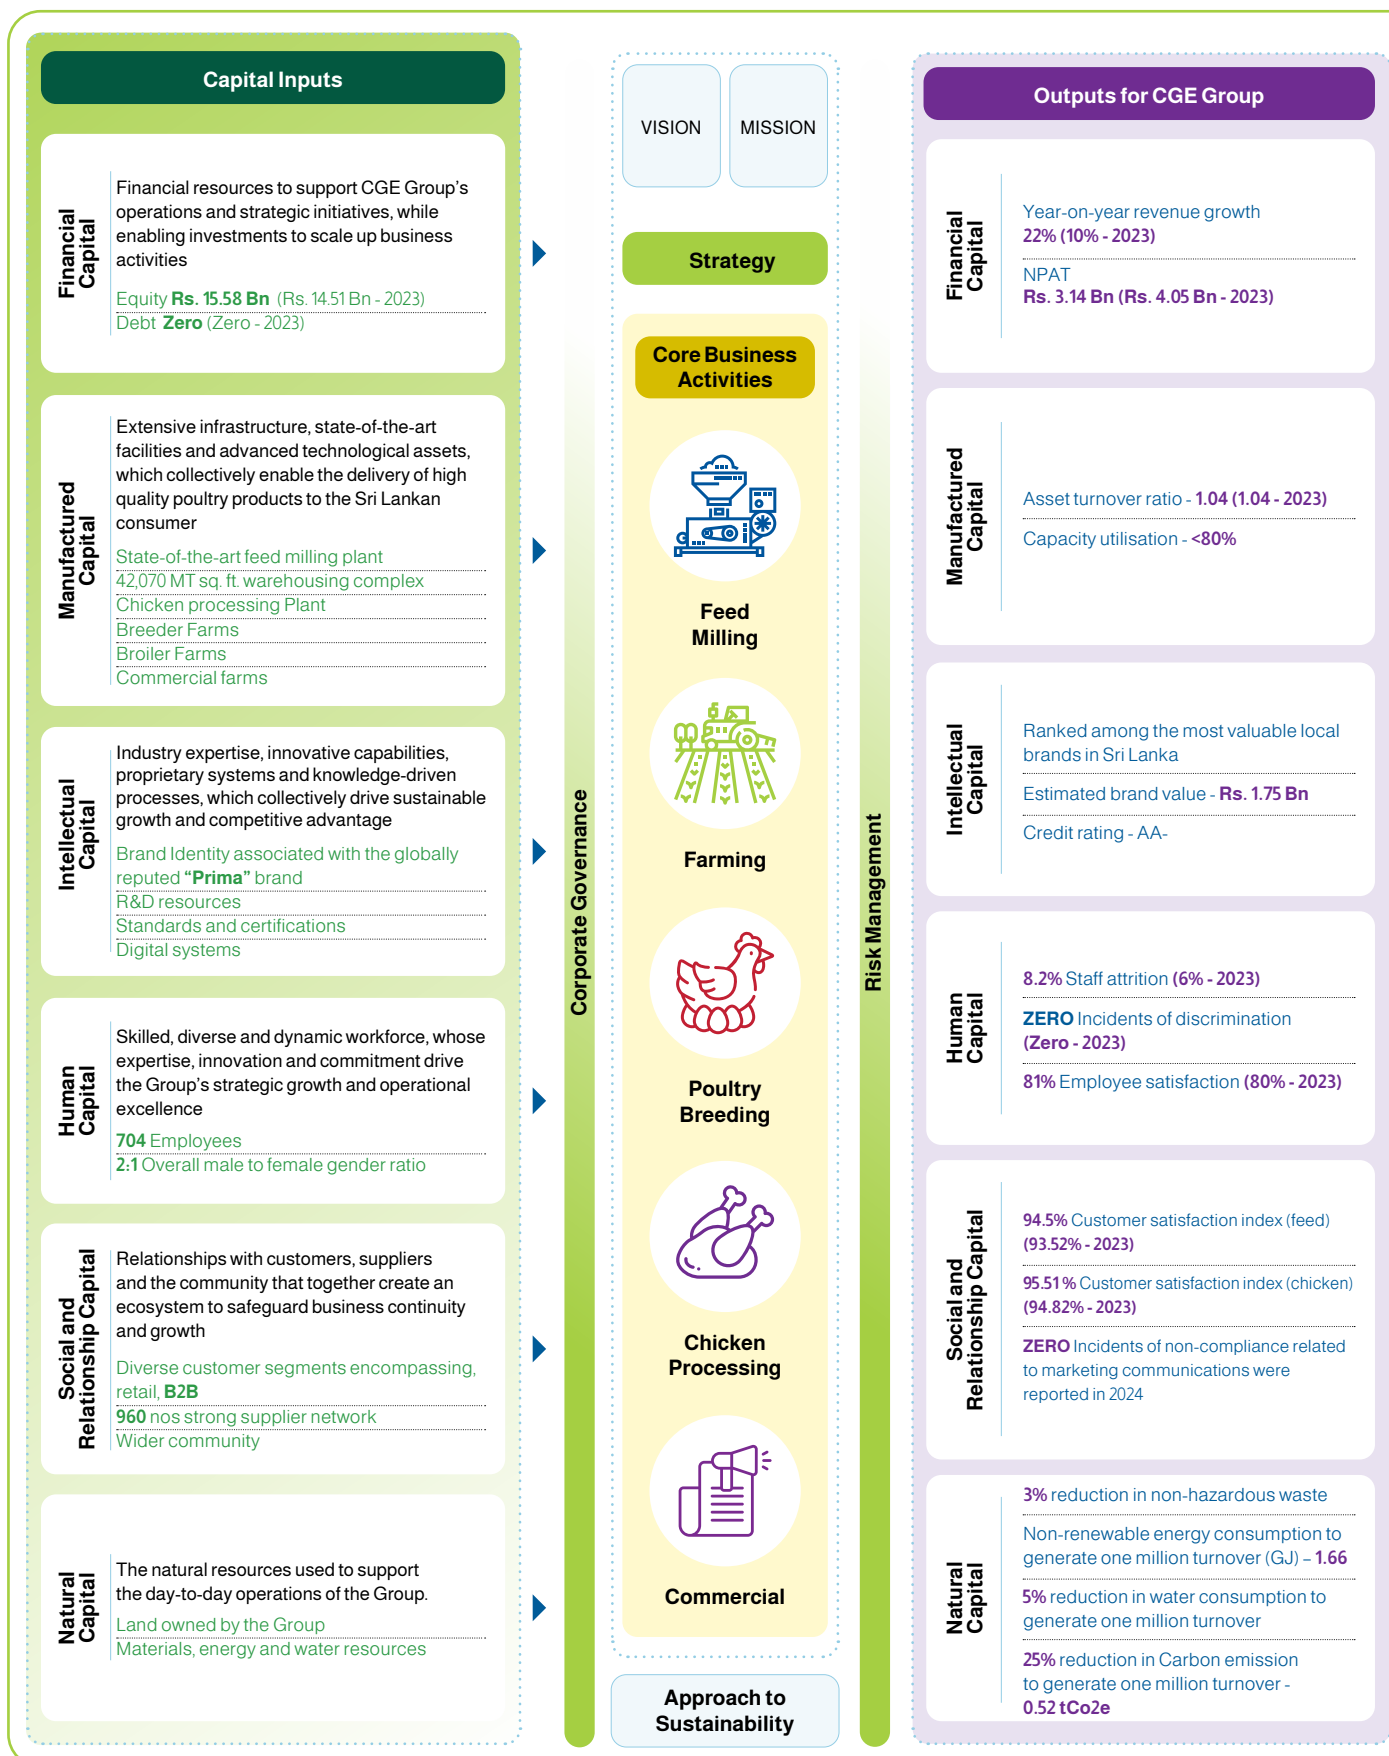 Capital Inputs
Financial
Capital
Financial resources to support CGE Group's
operations and strategic initiatives, while
enabling investments to scale up business
activities
Equity Rs. 15.58 Bn (Rs. 14.51 Bn - 2023)
Debt Zero (Zero - 2023)
Manufactured
Capital
Extensive infrastructure, state-of-the-art
facilities and advanced technological assets,
which collectively enable the delivery of high
quality poultry products to the Sri Lankan
consumer
State-of-the-art feed milling plant
42,070 MT sq. ft. warehousing complex
Chicken processing Plant
Breeder Farms
Broiler Farms
Commercial farms
Intellectual
Capital
Industry expertise, innovative capabilities,
proprietary systems and knowledge-driven
processes, which collectively drive sustainable
growth and competitive advantage
Brand Identity associated with the globally
reputed “Prima” brand
R&D resources
Standards and certifications
Digital systems
Human
Capital
Skilled, diverse and dynamic workforce, whose
expertise, innovation and commitment drive
the Group's strategic growth and operational
excellence
704 Employees
2:1 Overall male to female gender ratio
Social and
Relationship Capital
Relationships with customers, suppliers
and the community that together create an
ecosystem to safeguard business continuity
and growth
Diverse customer segments encompassing,
retail, B2B
960 nos strong supplier network
Wider community
Natural
Capital
The natural resources used to support
the day-to-day operations of the Group.
Land owned by the Group
Materials, energy and water resources
Corporate Governance
VISION
MISSION
Strategy
Core Business
Activities
Feed
Milling
Farming
Poultry
Breeding
Chicken
Processing
Commercial
Approach to
Sustainability
Risk Management
Outputs for CGE Group
Financial
Capital
Year-on-year revenue growth
22% (10% - 2023)
NPAT
Rs. 3.14 Bn (Rs. 4.05 Bn - 2023)
Manufactured
Capital
Asset turnover ratio - 1.04 (1.04 - 2023)
Capacity utilisation - <80%
Intellectual
Capital
Ranked among the most valuable local
brands in Sri Lanka
Estimated brand value - Rs. 1.75 Bn
Credit rating - AA-
Human
Capital
8.2% Staff attrition (6% - 2023)
ZERO Incidents of discrimination
(Zero - 2023)
81% Employee satisfaction (80% - 2023)
Social and
Relationship Capital
94.5% Customer satisfaction index (feed)
(93.52% - 2023)
95.51% Customer satisfaction index (chicken)
(94.82% - 2023)
ZERO Incidents of non-compliance related
to marketing communications were
reported in 2024
Natural
Capital
3% reduction in non-hazardous waste
Non-renewable energy consumption to
generate one million turnover (GJ) – 1.66
5% reduction in water consumption to
generate one million turnover
25% reduction in Carbon emission
to generate one million turnover -
0.52 tCo2e